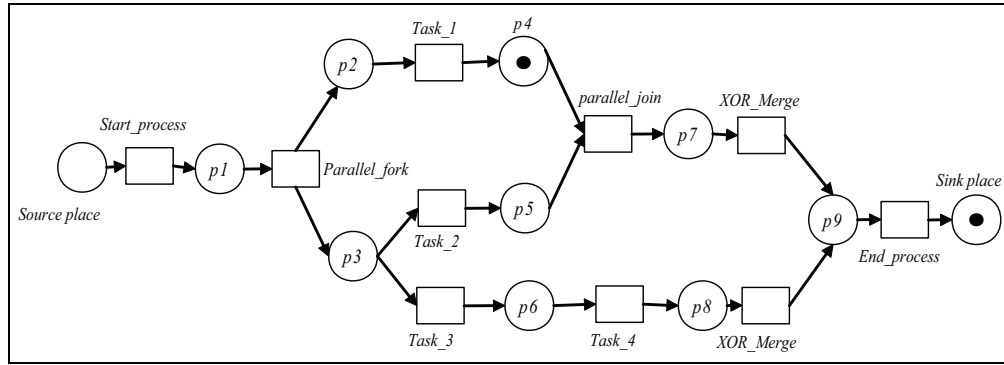 Task_1
p4
p2
parallel_join
XOR_Merge
Start_process
p7
p1
Parallel_fork
Sink place
Source place
Task_2
p5
p9
p3
End_process
p6
p8
Task_3
Task_4
XOR_Merge